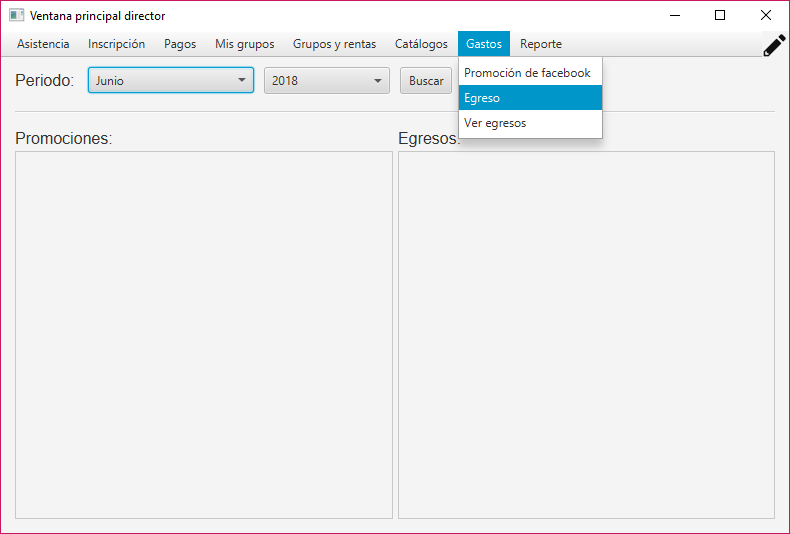 Ventana principal director
Asistencia Inscripción Pagos Mis grupos Grupos y rentas Catálogos Gastos Reporte
Periodo: Junio 2018 Buscar
Promoción de facebook
Egreso
Ver egresos
Promociones: Egresos: